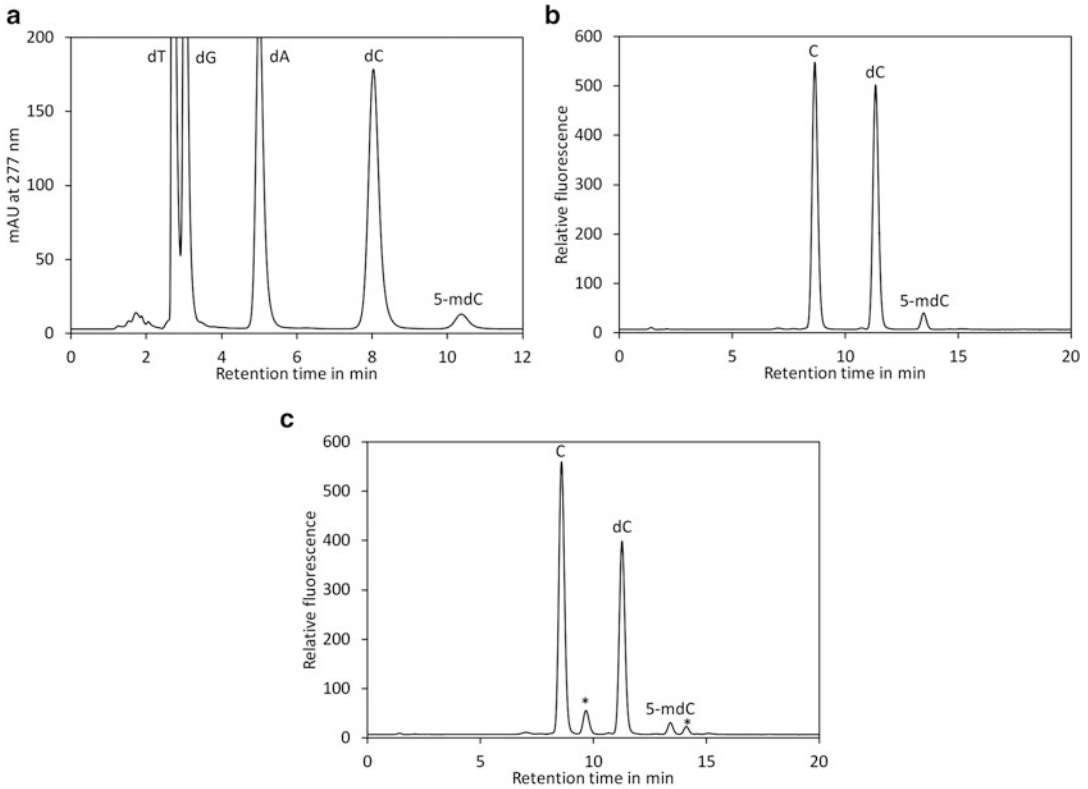 a
200
150
100
50
0
mAU at 277 nm
dT
dG
dA
dC
5-mdC
0 2 4 6 8 10 12
Retention time in min
b
600
500
400
300
200
100
0
Relative fluorescence
C
dC
5-mdC
0 5 10 15 20
Retention time in min
c
600
500
400
300
200
100
0
Relative fluorescence
C
*
dC
5-mdC
*
0 5 10 15 20
Retention time in min